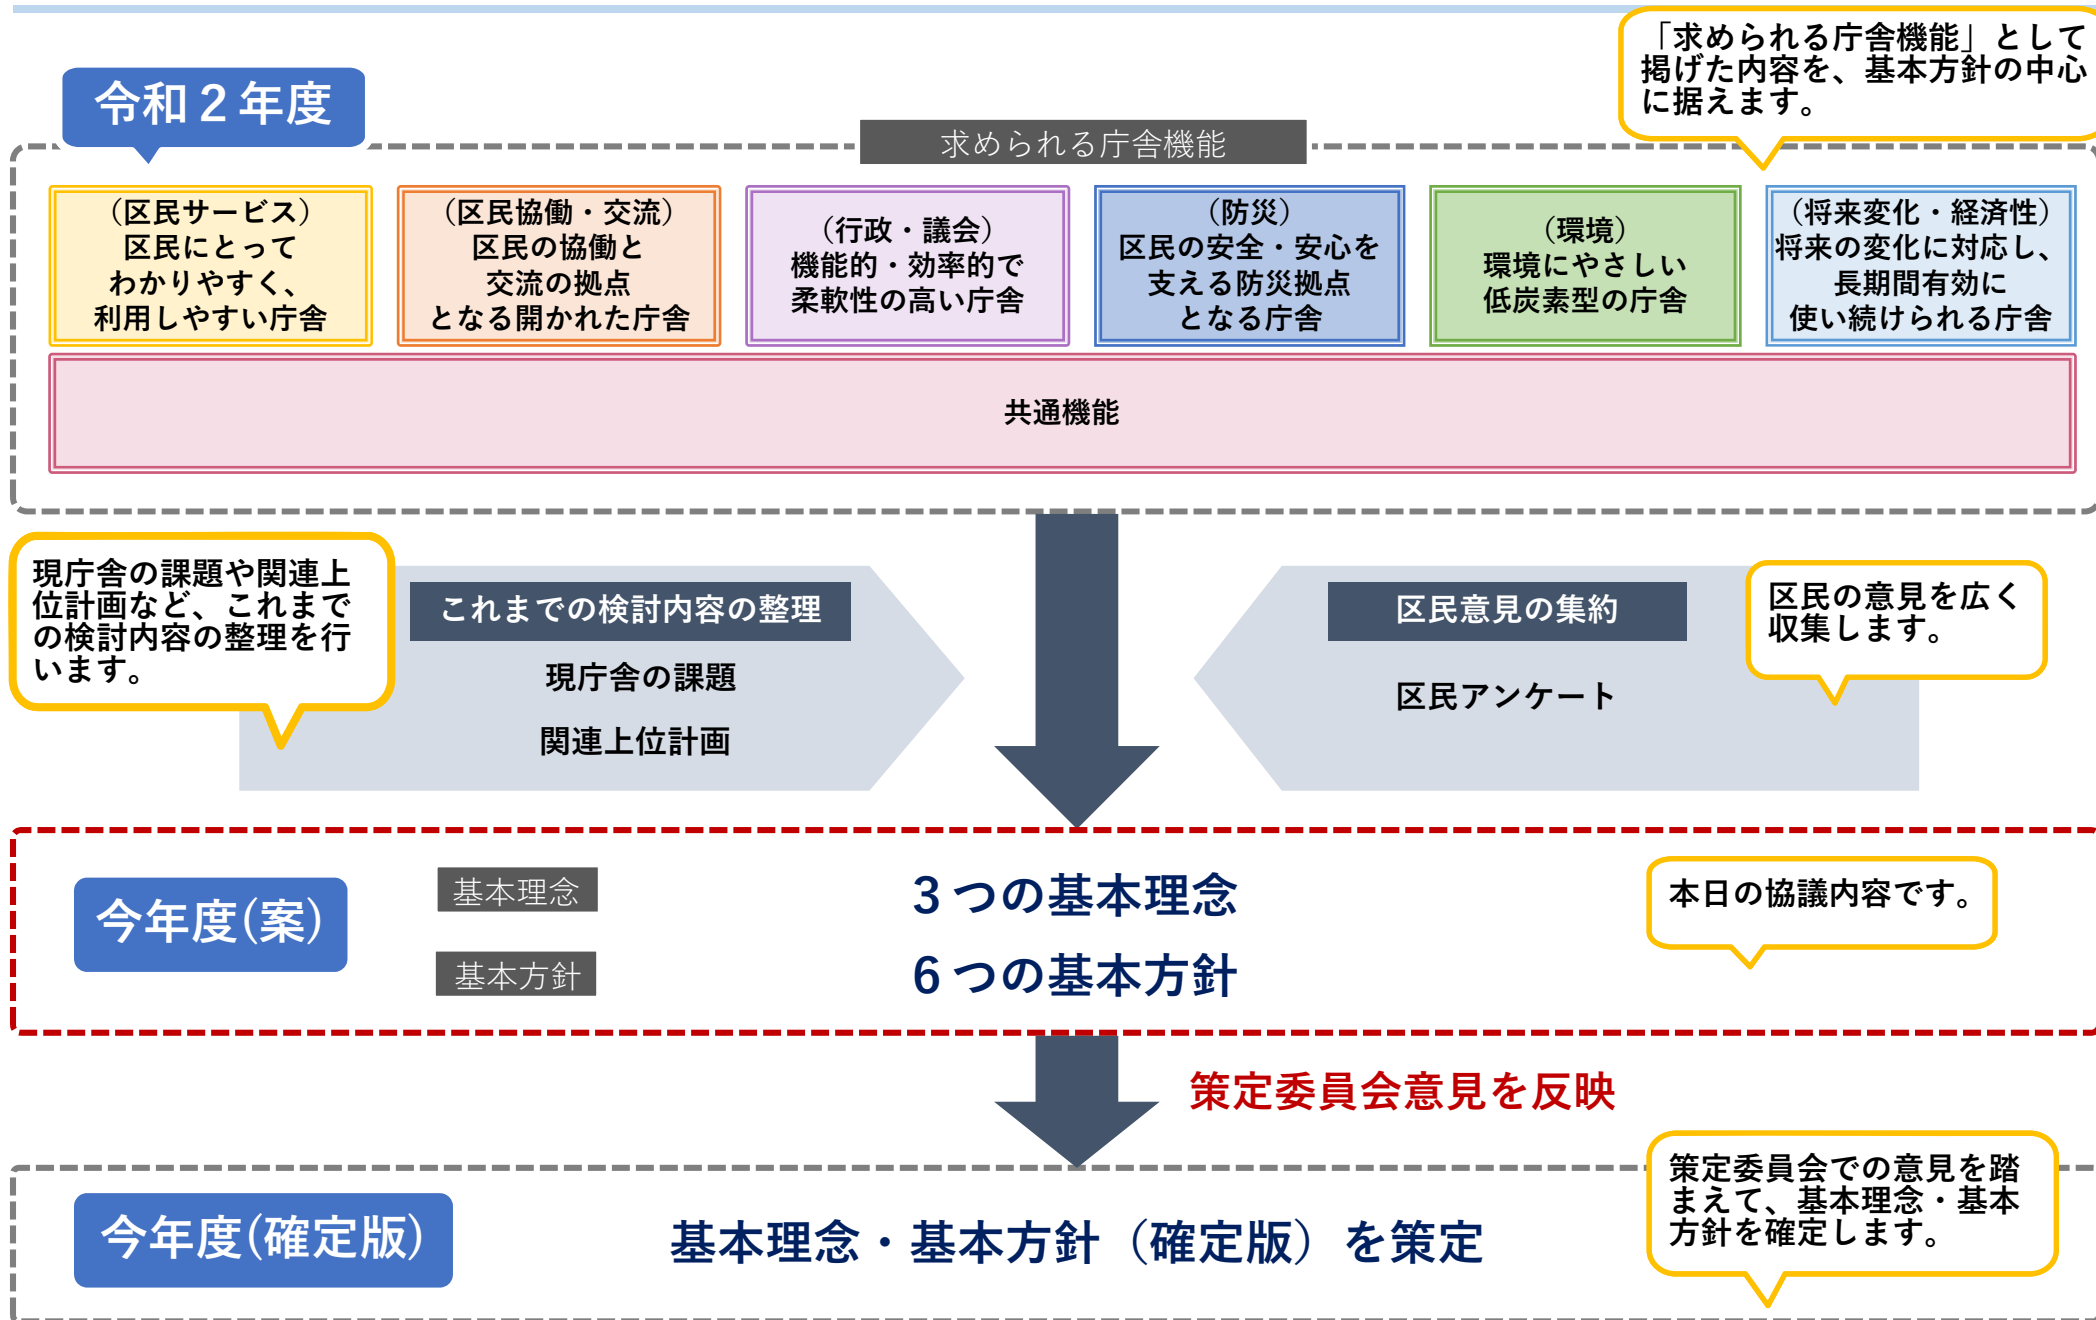 「求められる庁舎機能」として
掲げた内容を、基本方針の中心
に据えます。
令和２年度
求められる庁舎機能
（区民サービス）
区民にとって
わかりやすく、
利用しやすい庁舎
（区民協働・交流）
区民の協働と
交流の拠点
となる開かれた庁舎
（行政・議会）
機能的・効率的で
柔軟性の高い庁舎
（防災）
区民の安全・安心を
支える防災拠点
となる庁舎
（環境）
環境にやさしい
低炭素型の庁舎
（将来変化・経済性）
将来の変化に対応し、
長期間有効に
使い続けられる庁舎
共通機能
現庁舎の課題や関連上
位計画など、これまで
の検討内容の整理を行
います。
これまでの検討内容の整理
現庁舎の課題
関連上位計画
区民意見の集約
区民アンケート
区民の意見を広く
収集します。
今年度(案)
基本理念
３つの基本理念
基本方針
６つの基本方針
本日の協議内容です。
策定委員会意見を反映
今年度(確定版)
基本理念・基本方針（確定版）を策定
策定委員会での意見を踏
まえて、基本理念・基本
方針を確定します。